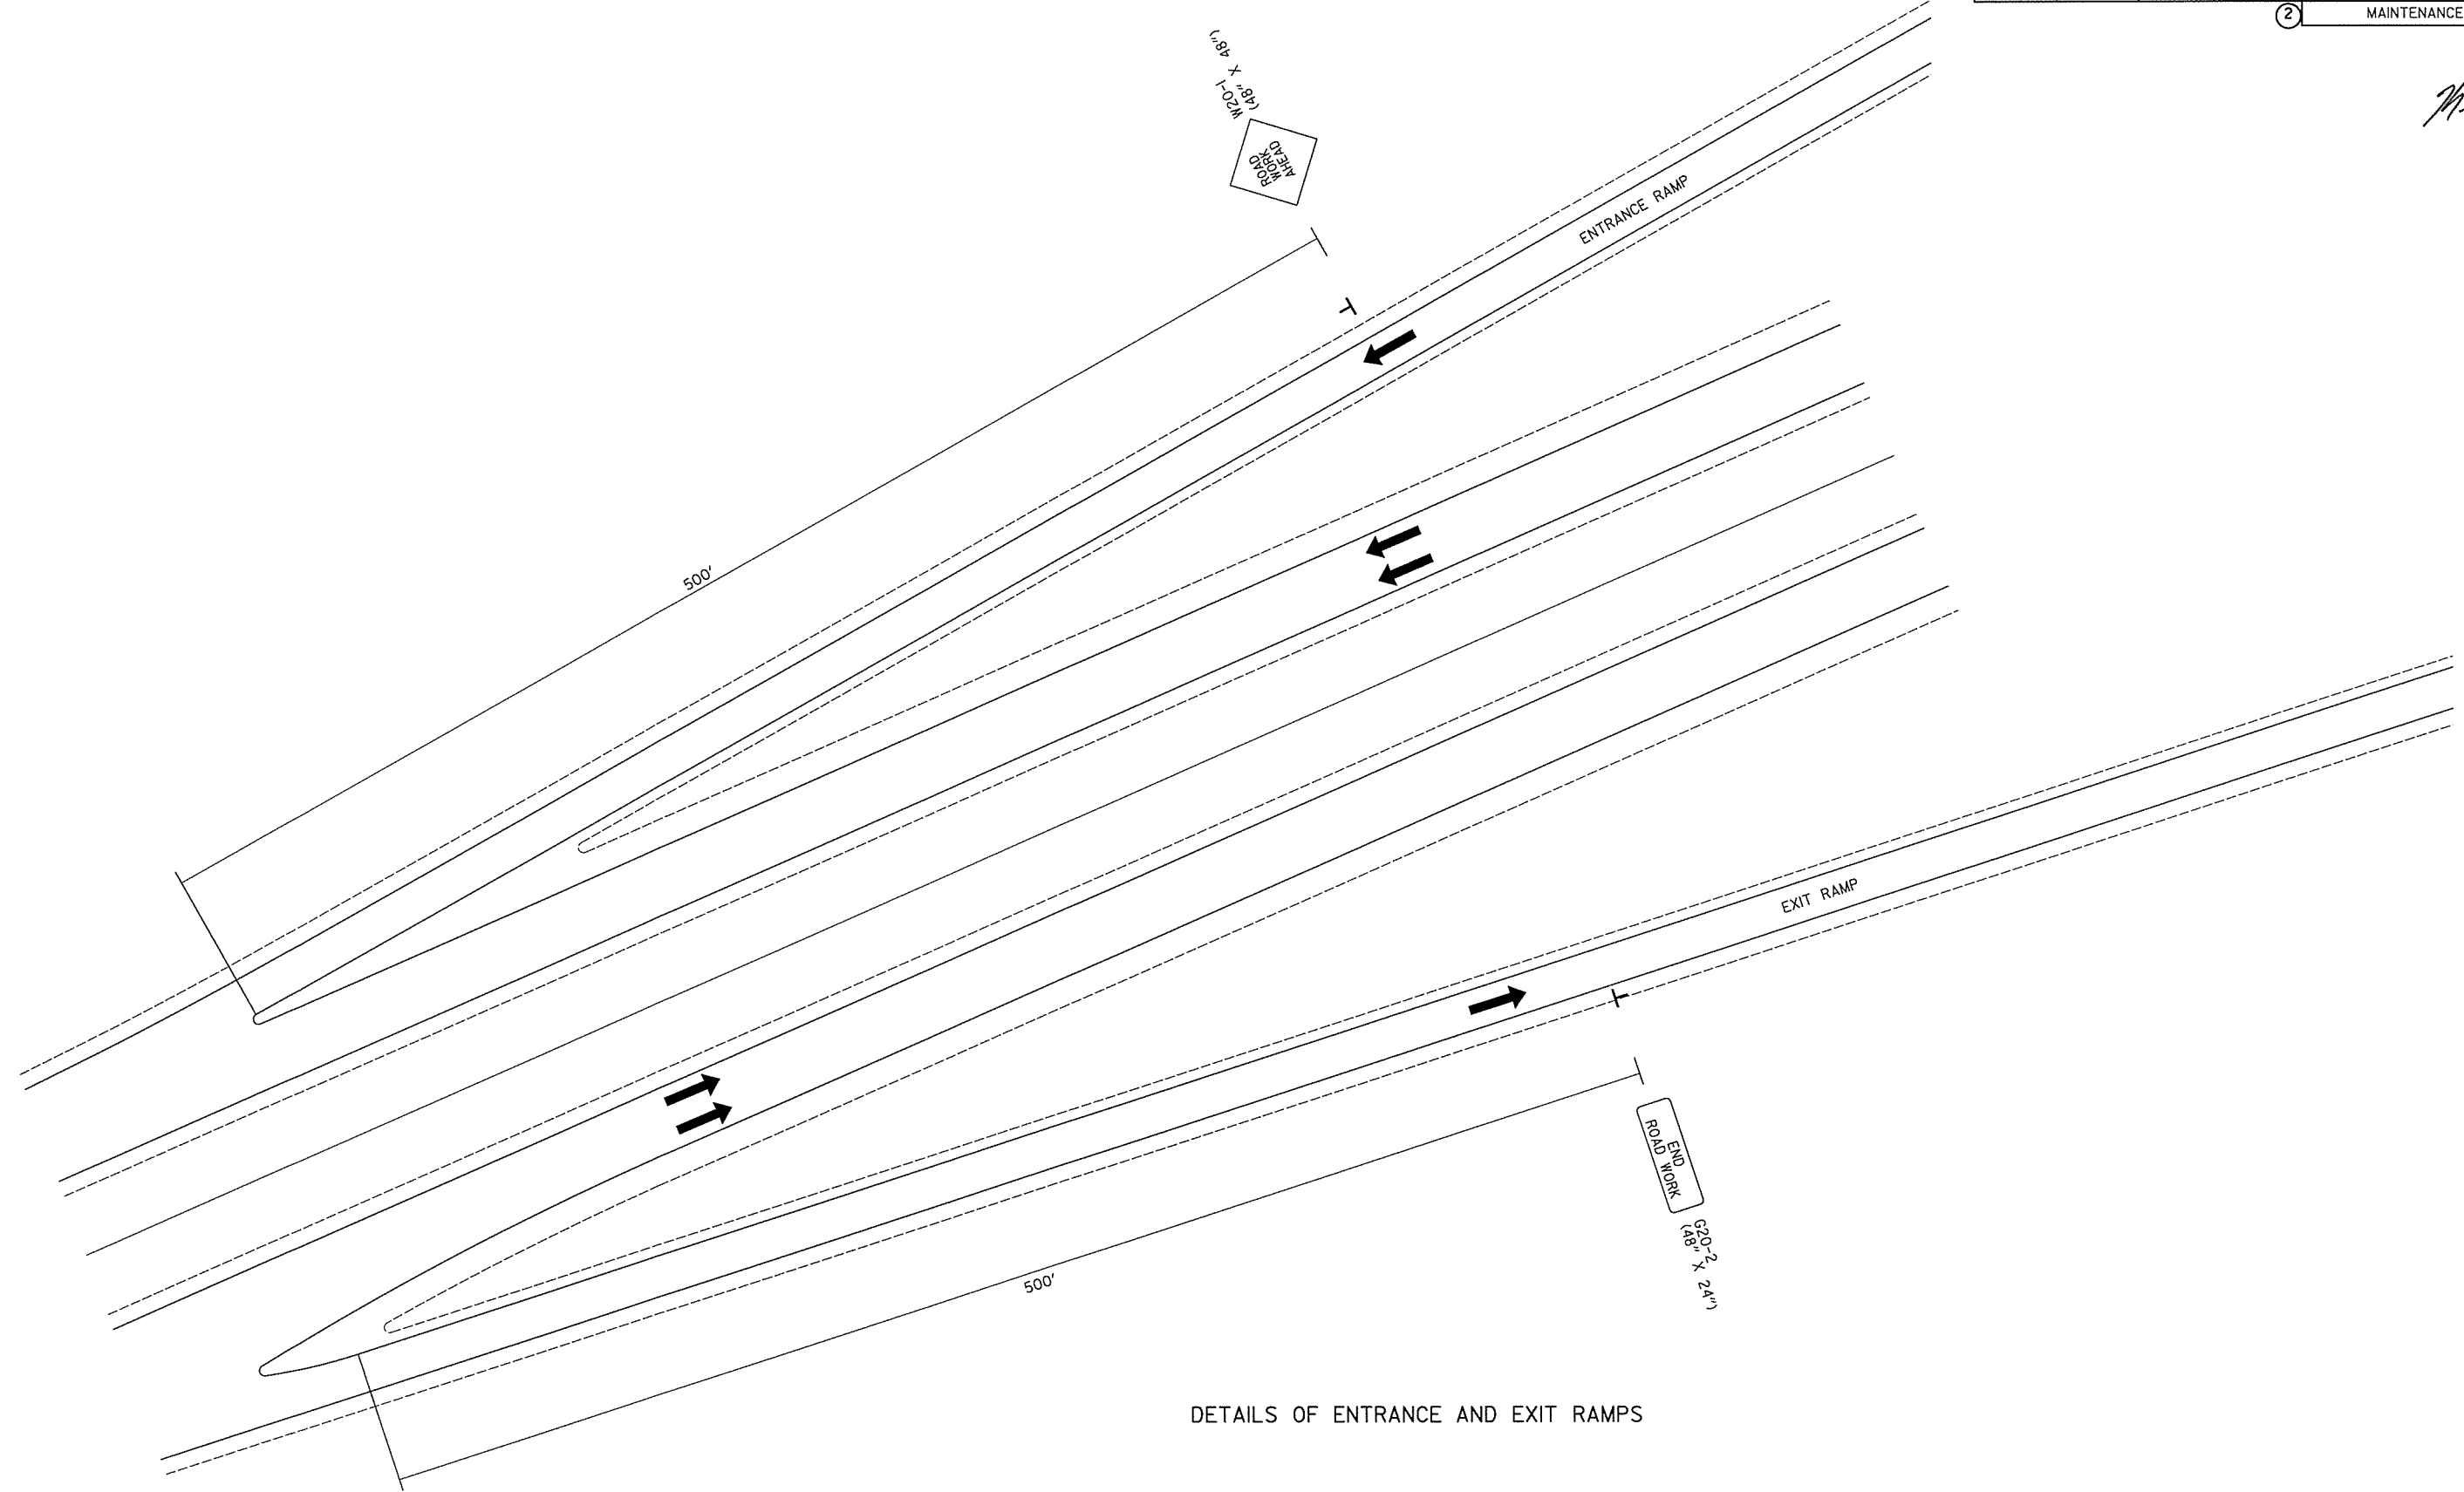 2
MAINTENANCE
W20-1
(48" X 48")
ROAD
WORK
AHEAD
ENTRANCE RAMP
500'
EXIT RAMP
END
ROAD WORK
G20-2
(48" X 24")
500'
DETAILS OF ENTRANCE AND EXIT RAMPS